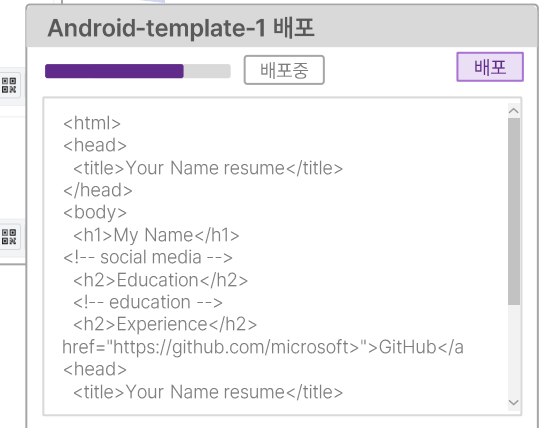 Android-template-1 배포
배포중
배포
<html>
<head>
<title>Your Name resume</title>
</head>
<body>
<h1>My Name</h1>
<!-- social media -->
<h2>Education</h2>
<!-- education -->
<h2>Experience</h2>
href="https://github.com/microsoft>">GitHub</a
<head>
<title>Your Name resume</title>